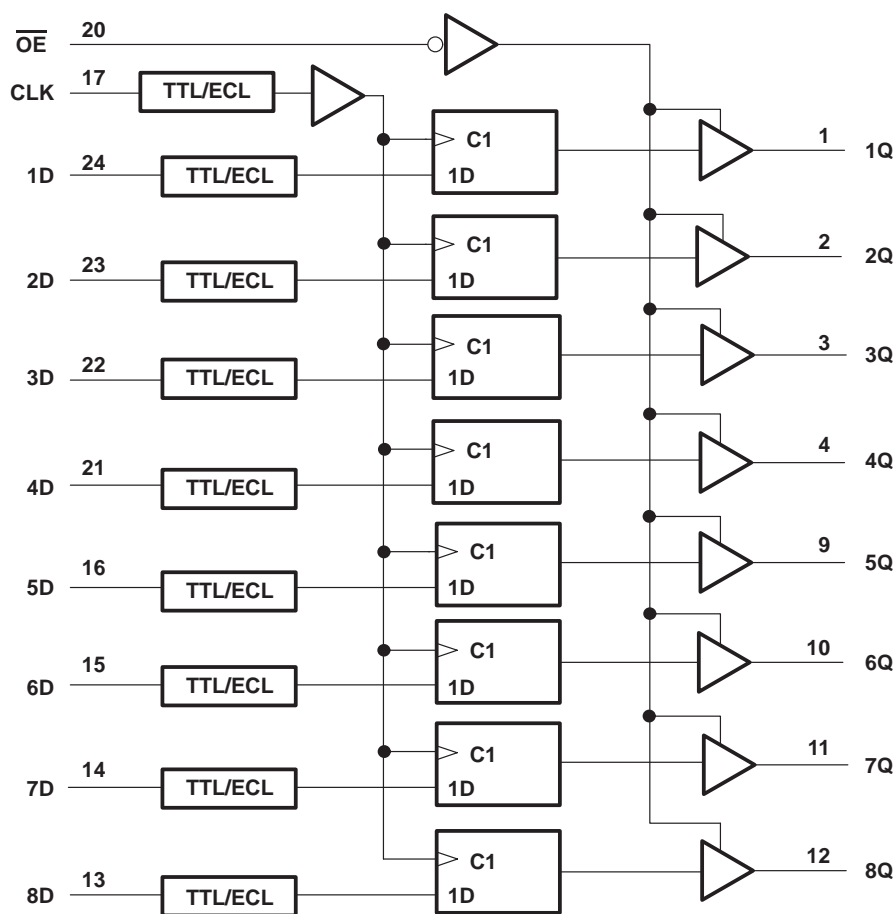 OE 20
CLK 17 TTL/ECL
C1 1 1Q
1D 24 TTL/ECL 1D
C1 2 2Q
2D 23 TTL/ECL 1D
C1 3 3Q
3D 22 TTL/ECL 1D
C1 4 4Q
4D 21 TTL/ECL 1D
C1 9 5Q
5D 16 TTL/ECL 1D
C1 10 6Q
6D 15 TTL/ECL 1D
C1 11 7Q
7D 14 TTL/ECL 1D
C1 12 8Q
8D 13 TTL/ECL 1D